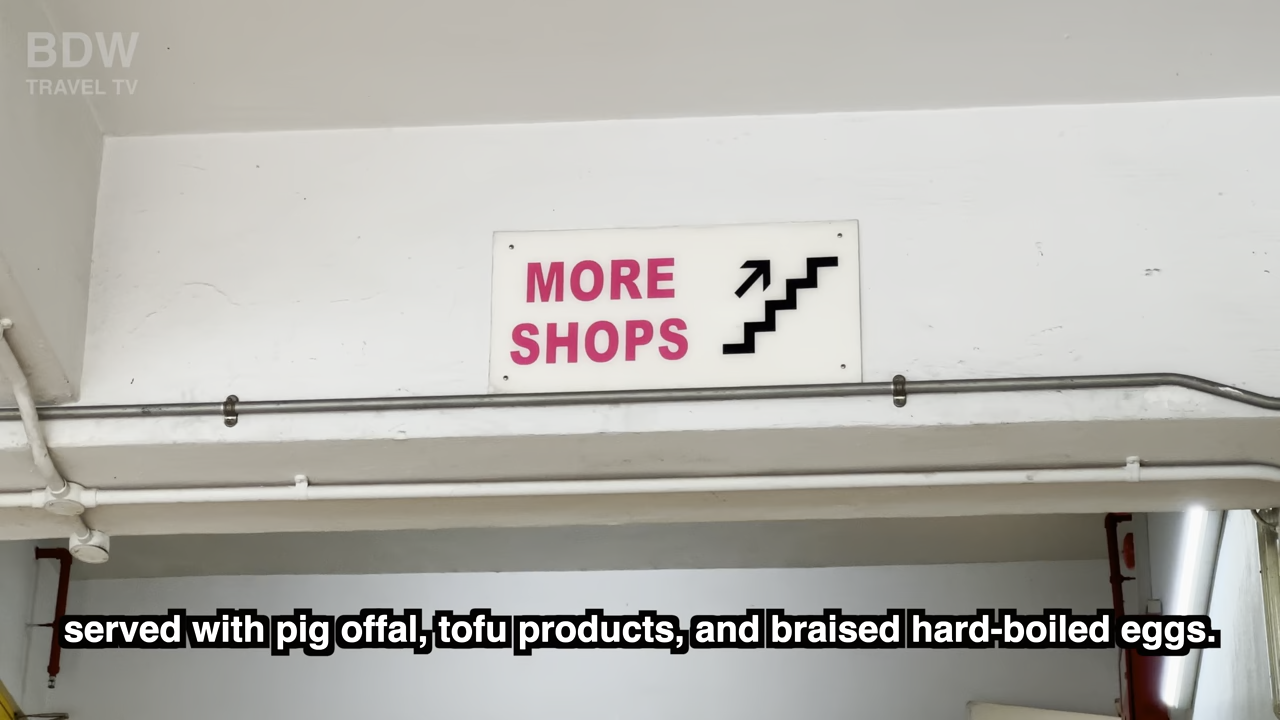 BDW
TRAVEL TV
MORE
SHOPS
served with pig offal, tofu products, and braised hard-boiled eggs.